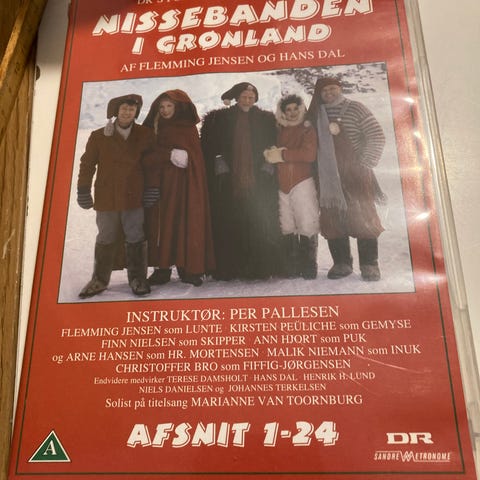 NISSEBANDEN
I GRØNLAND
AF FLEMMING JENSEN OG HANS DAL
INSTRUKTØR: PER PALLESEN
FLEMMING JENSEN som LUNTE · KIRSTEN PEÜLICHE som GEMYSE
FINN NIELSEN som SKIPPER · ANN HJORT som PUK
og ARNE HANSEN som HR. MORTENSEN · MALIK NIEMANN som INUK
CHRISTOFFER BRO som FIFFIG-JØRGENSEN
Endvidere medvirker TERESE DAMSHOLT · HANS DAL · HENRIK H. LUND
NIELS DANIELSEN og JOHANNES TERKELSEN
Solist på titelsang MARIANNE VAN TOORNBURG
AFSNIT 1-24
A
DR
SANDREW METRONOME